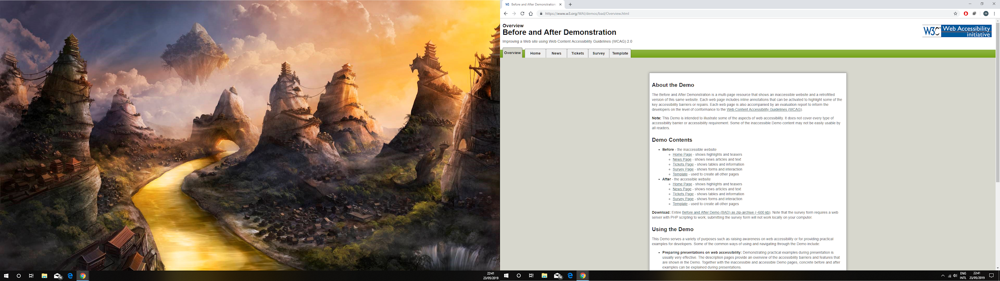 Before and After Demonstration:
https://www.w3.org/WAI/demos/bad/Overview.html
m
Overview
Before and After Demonstration
Improving a Web site using Web Content Accessibility Guidelines (WCAG) 2.0
W3C® Web Accessibility
initiative
Overview Home News Tickets Survey Template
About the Demo
The Before and After Demonstration is a multi-page resource that shows an inaccessible website and a retrofitted
version of this same website. Each web page includes inline annotations that can be activated to highlight some of the
key accessibility barriers or repairs. Each web page is also accompanied by an evaluation report to inform the
developers on the level of conformance to the Web Content Accessibility Guidelines (WCAG).
Note: This Demo is intended to illustrate some of the aspects of web accessibility. It does not cover every type of
accessibility barrier or accessibility requirement. Some of the inaccessible Demo content may not be easily usable by
all readers.
Demo Contents
• Before - the inaccessible website
◦ Home Page - shows highlights and teasers
◦ News Page - shows news articles and text
◦ Tickets Page - shows tables and information
◦ Survey Page - shows forms and interaction
◦ Template - used to create all other pages
• After - the accessible website
◦ Home Page - shows highlights and teasers
◦ News Page - shows news articles and text
◦ Tickets Page - shows tables and information
◦ Survey Page - shows forms and interaction
◦ Template - used to create all other pages
Download: Entire Before and After Demo (BAD) as zip-archive (~600 kb). Note that the survey form requires a web
server with PHP scripting to work; submitting the survey form will not work locally on your computer.
Using the Demo
This Demo serves a variety of purposes such as raising awareness on web accessibility or for providing practical
examples for developers. Some of the common ways of using and navigating through the Demo include:
• Preparing presentations on web accessibility: Demonstrating practical examples during presentation is
usually very effective. The description pages provide an overview of the accessibility barriers and features that
are shown in the Demo. Together with the inaccessible and accessible Demo pages, concrete before and after
examples can be explained during presentations.
16
22:41
23/05/2019
16
ENG
INTL
22:41
23/05/2019